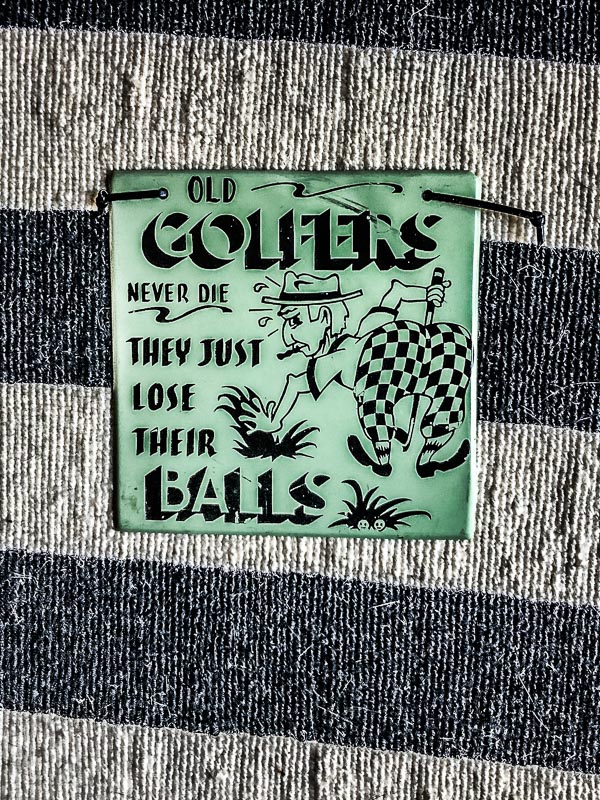 OLD
GOLFERS
NEVER DIE
THEY JUST
LOSE
THEIR
BALLS